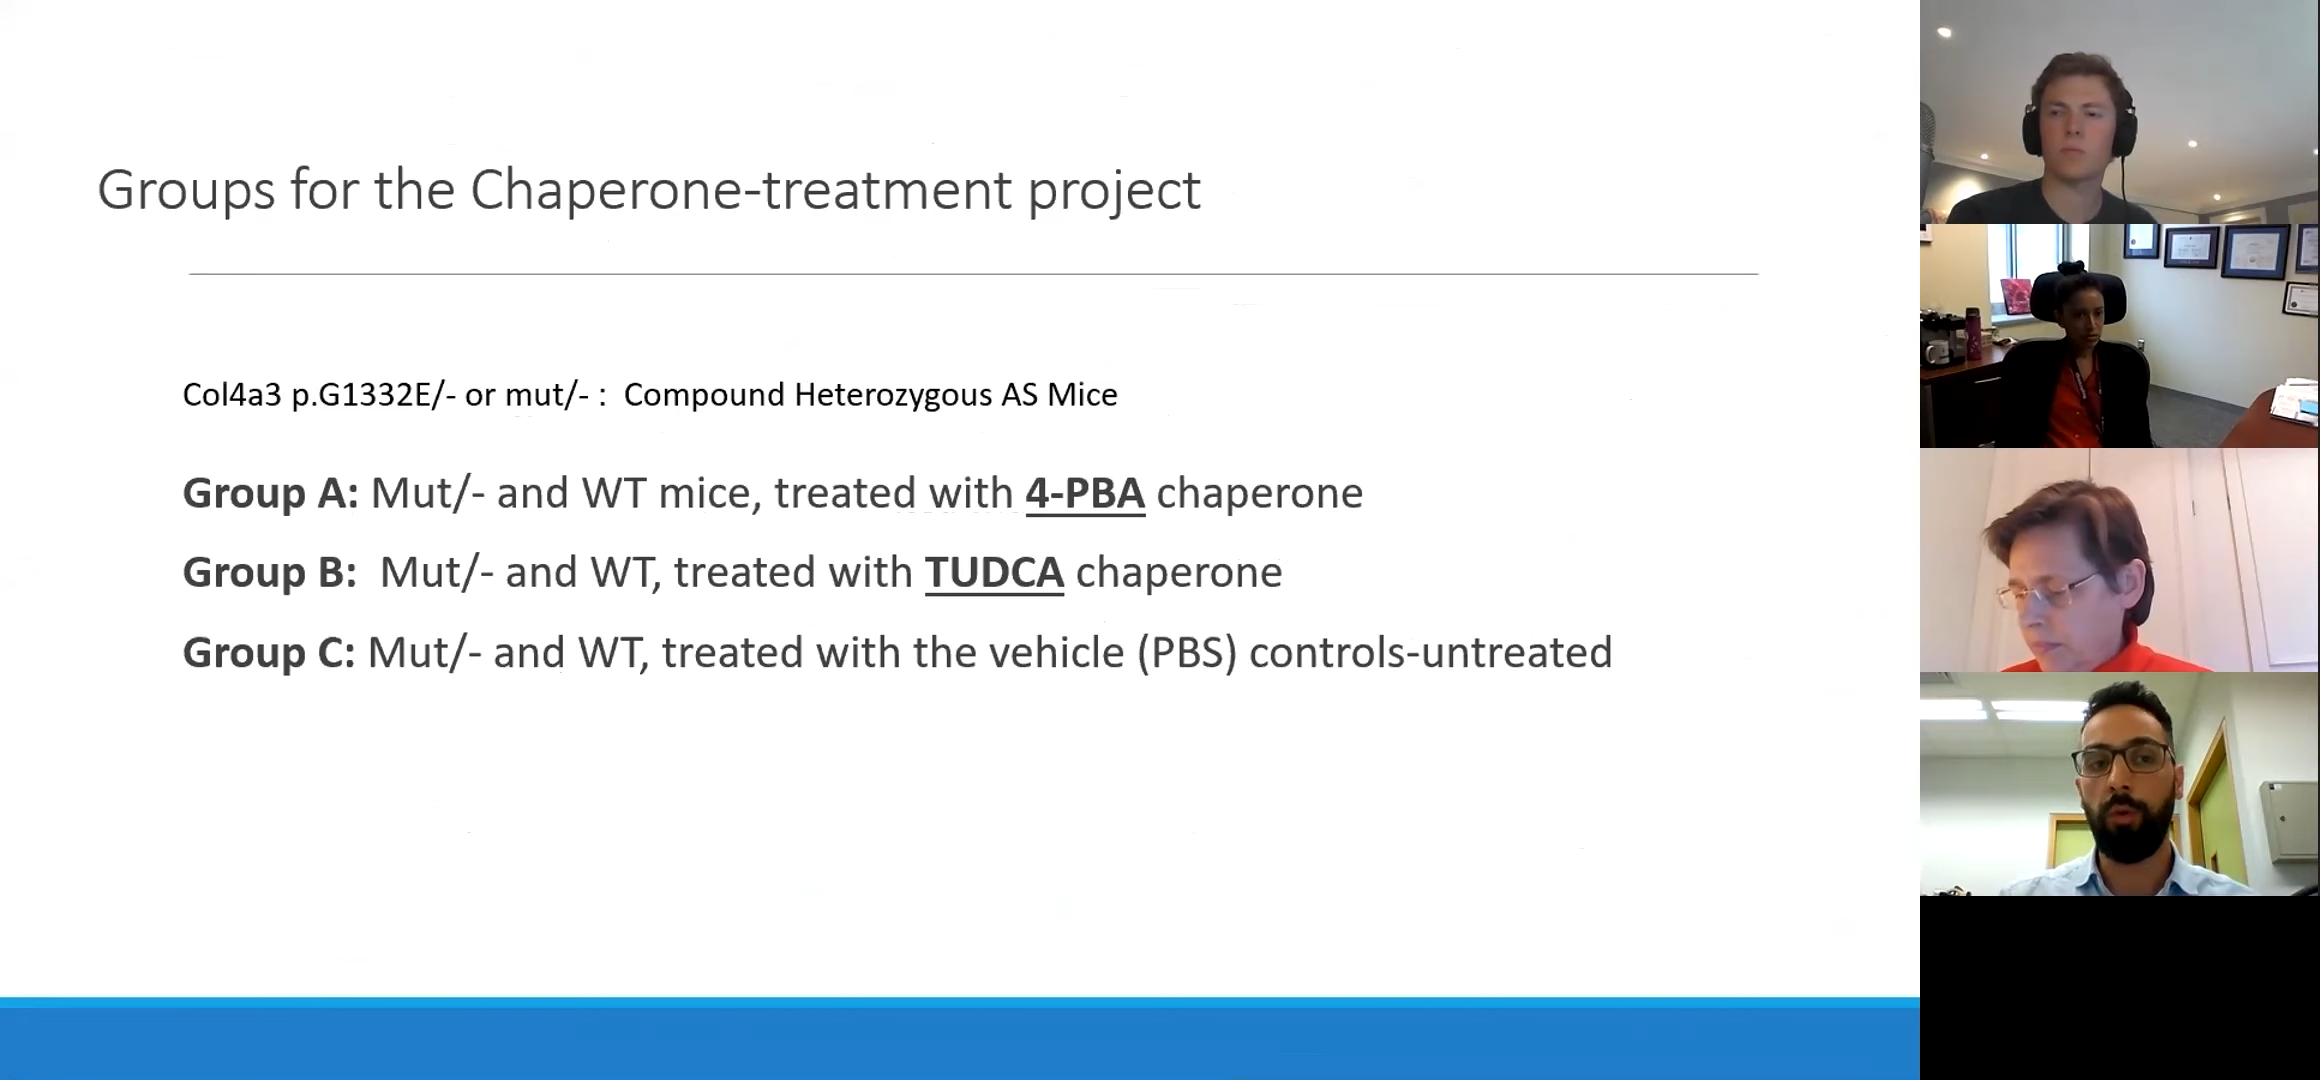 Groups for the Chaperone-treatment project
Col4a3 p.G1332E/- or mut/- :  Compound Heterozygous AS Mice
Group A: Mut/- and WT mice, treated with 4-PBA chaperone
Group B:  Mut/- and WT, treated with TUDCA chaperone
Group C: Mut/- and WT, treated with the vehicle (PBS) controls-untreated